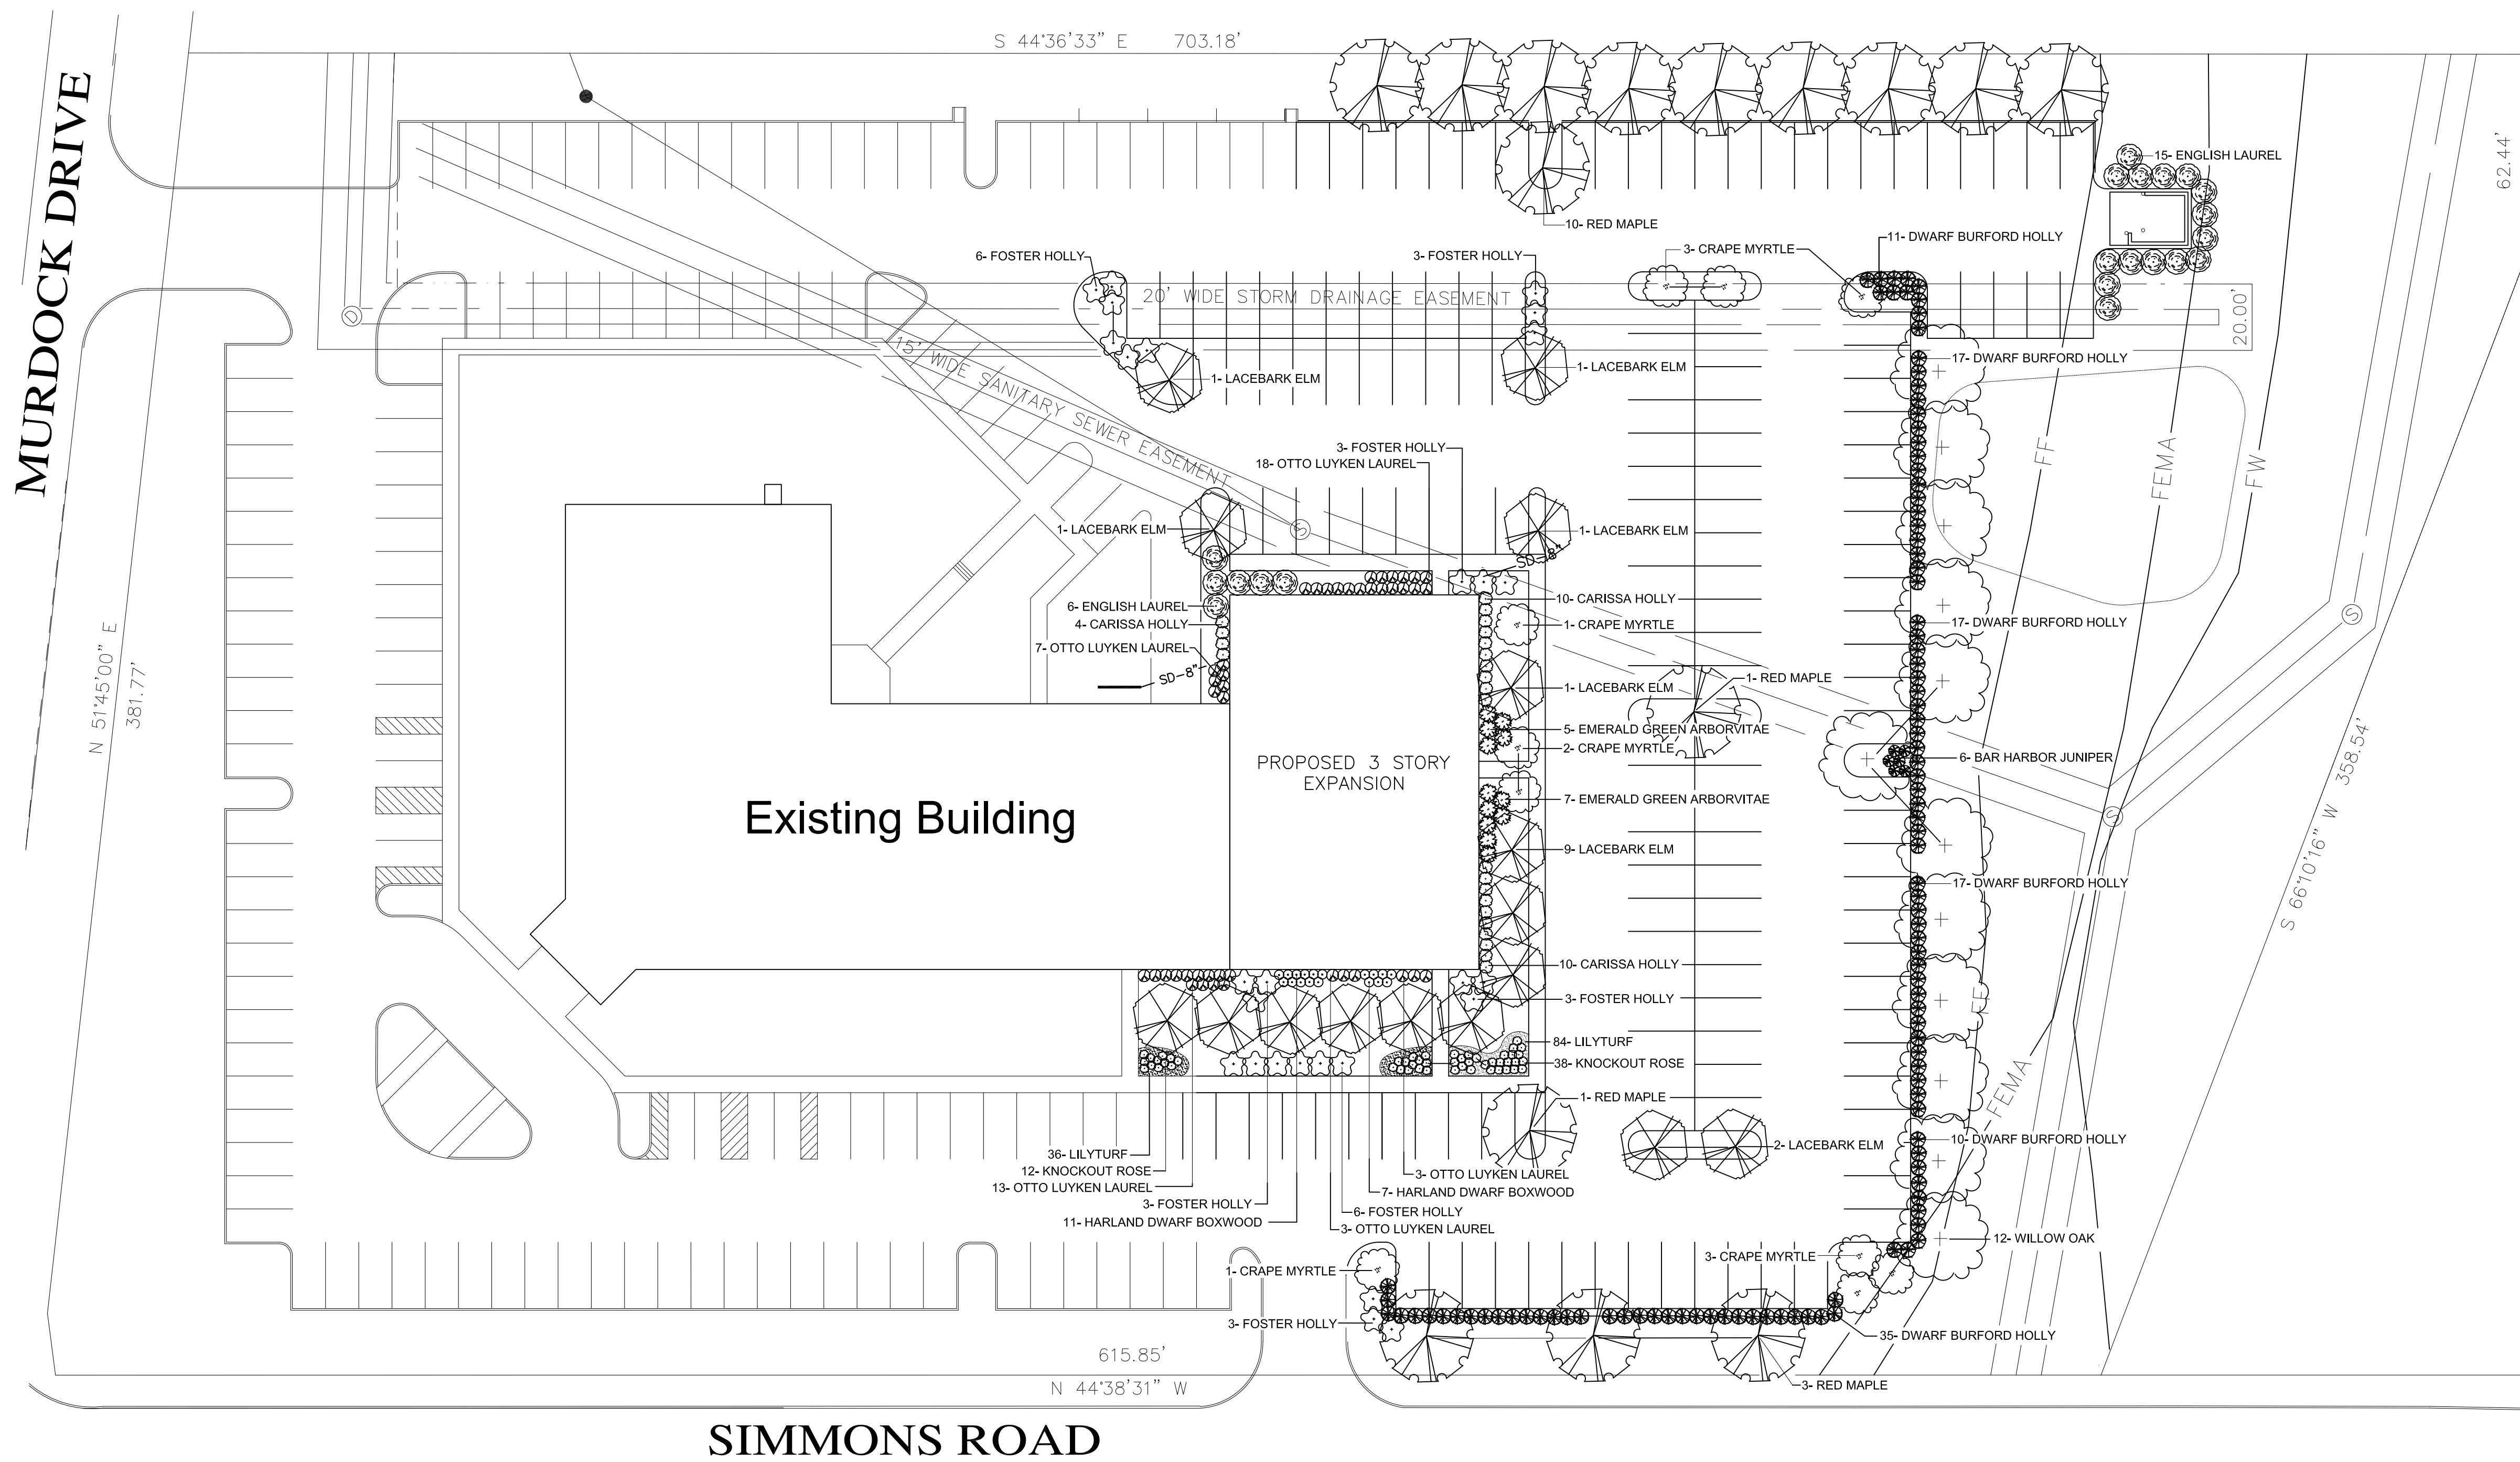 S 44°36'33" E 703.18'
MURDOCK DRIVE
62.44'
15- ENGLISH LAUREL
10- RED MAPLE
11- DWARF BURFORD HOLLY
3- CRAPE MYRTLE
6- FOSTER HOLLY
3- FOSTER HOLLY
20' WIDE STORM DRAINAGE EASEMENT
D
20.00'
15' WIDE SANITARY SEWER EASEMENT
17- DWARF BURFORD HOLLY
1- LACEBARK ELM
1- LACEBARK ELM
3- FOSTER HOLLY
18- OTTO LUYKEN LAUREL
FF
FEMA
FW
1- LACEBARK ELM
S
1- LACEBARK ELM
SD-8"
6- ENGLISH LAUREL
4- CARISSA HOLLY
7- OTTO LUYKEN LAUREL
SD-8"
10- CARISSA HOLLY
1- CRAPE MYRTLE
17- DWARF BURFORD HOLLY
S
N 51°45'00" E
381.77'
1- LACEBARK ELM
1- RED MAPLE
5- EMERALD GREEN ARBORVITAE
2- CRAPE MYRTLE
6- BAR HARBOR JUNIPER
PROPOSED 3 STORY
EXPANSION
7- EMERALD GREEN ARBORVITAE
S
Existing Building
9- LACEBARK ELM
S 66°10'16" W 358.54'
17- DWARF BURFORD HOLLY
10- CARISSA HOLLY
3- FOSTER HOLLY
FF
84- LILYTURF
38- KNOCKOUT ROSE
1- RED MAPLE
FEMA
2- LACEBARK ELM
10- DWARF BURFORD HOLLY
36- LILYTURF
12- KNOCKOUT ROSE
13- OTTO LUYKEN LAUREL
3- FOSTER HOLLY
11- HARLAND DWARF BOXWOOD
3- OTTO LUYKEN LAUREL
7- HARLAND DWARF BOXWOOD
6- FOSTER HOLLY
3- OTTO LUYKEN LAUREL
12- WILLOW OAK
3- CRAPE MYRTLE
1- CRAPE MYRTLE
3- FOSTER HOLLY
35- DWARF BURFORD HOLLY
615.85'
3- RED MAPLE
N 44°38'31" W
SIMMONS ROAD